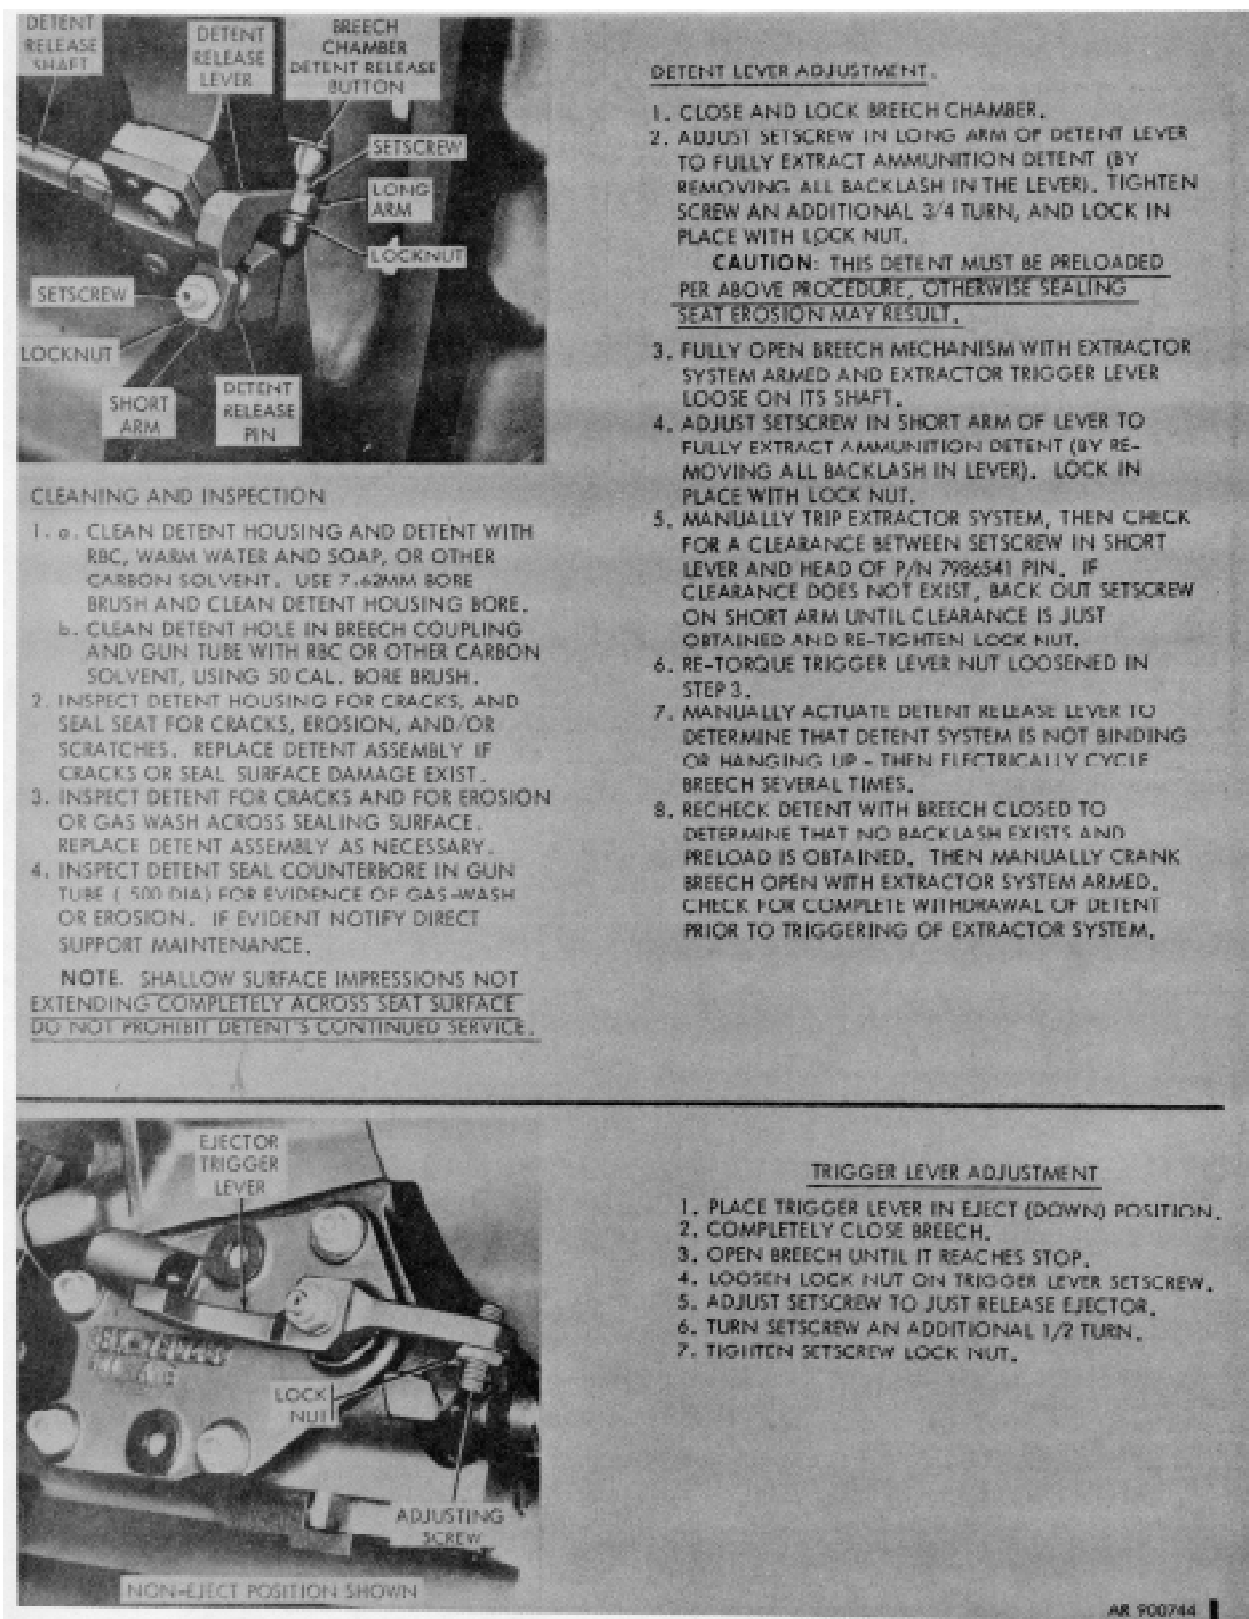 DETENT
RELEASE
SHAFT
DETENT
RELEASE
LEVER
BREECH
CHAMBER
DETENT RELEASE
BUTTON
SETSCREW
LONG
ARM
LOCKNUT
SETSCREW
LOCKNUT
SHORT
ARM
DETENT
RELEASE
PIN
CLEANING AND INSPECTION
1. a. CLEAN DETENT HOUSING AND DETENT WITH
RBC, WARM WATER AND SOAP, OR OTHER
CARBON SOLVENT. USE 7.62MM BORE
BRUSH AND CLEAN DETENT HOUSING BORE.
b. CLEAN DETENT HOLE IN BREECH COUPLING
AND GUN TUBE WITH RBC OR OTHER CARBON
SOLVENT, USING 50 CAL. BORE BRUSH.
2. INSPECT DETENT HOUSING FOR CRACKS, AND
SEAL SEAT FOR CRACKS, EROSION, AND/OR
SCRATCHES. REPLACE DETENT ASSEMBLY IF
CRACKS OR SEAL SURFACE DAMAGE EXIST.
3. INSPECT DETENT FOR CRACKS AND FOR EROSION
OR GAS WASH ACROSS SEALING SURFACE.
REPLACE DETENT ASSEMBLY AS NECESSARY.
4. INSPECT DETENT SEAL COUNTERBORE IN GUN
TUBE (.500 DIA) FOR EVIDENCE OF GAS-WASH
OR EROSION. IF EVIDENT NOTIFY DIRECT
SUPPORT MAINTENANCE.
NOTE. SHALLOW SURFACE IMPRESSIONS NOT
EXTENDING COMPLETELY ACROSS SEAT SURFACE
DO NOT PROHIBIT DETENT'S CONTINUED SERVICE.
DETENT LEVER ADJUSTMENT.
1. CLOSE AND LOCK BREECH CHAMBER.
2. ADJUST SETSCREW IN LONG ARM OF DETENT LEVER
TO FULLY EXTRACT AMMUNITION DETENT (BY
REMOVING ALL BACKLASH IN THE LEVER). TIGHTEN
SCREW AN ADDITIONAL 3/4 TURN, AND LOCK IN
PLACE WITH LOCK NUT.
CAUTION: THIS DETENT MUST BE PRELOADED
PER ABOVE PROCEDURE, OTHERWISE SEALING
SEAT EROSION MAY RESULT.
3. FULLY OPEN BREECH MECHANISM WITH EXTRACTOR
SYSTEM ARMED AND EXTRACTOR TRIGGER LEVER
LOOSE ON ITS SHAFT.
4. ADJUST SETSCREW IN SHORT ARM OF LEVER TO
FULLY EXTRACT AMMUNITION DETENT (BY RE-
MOVING ALL BACKLASH IN LEVER). LOCK IN
PLACE WITH LOCK NUT.
5. MANUALLY TRIP EXTRACTOR SYSTEM, THEN CHECK
FOR A CLEARANCE BETWEEN SETSCREW IN SHORT
LEVER AND HEAD OF P/N 7986541 PIN. IF
CLEARANCE DOES NOT EXIST, BACK OUT SETSCREW
ON SHORT ARM UNTIL CLEARANCE IS JUST
OBTAINED AND RE-TIGHTEN LOCK NUT.
6. RE-TORQUE TRIGGER LEVER NUT LOOSENED IN
STEP 3.
7. MANUALLY ACTUATE DETENT RELEASE LEVER TO
DETERMINE THAT DETENT SYSTEM IS NOT BINDING
OR HANGING UP - THEN ELECTRICALLY CYCLE
BREECH SEVERAL TIMES.
8. RECHECK DETENT WITH BREECH CLOSED TO
DETERMINE THAT NO BACKLASH EXISTS AND
PRELOAD IS OBTAINED. THEN MANUALLY CRANK
BREECH OPEN WITH EXTRACTOR SYSTEM ARMED.
CHECK FOR COMPLETE WITHDRAWAL OF DETENT
PRIOR TO TRIGGERING OF EXTRACTOR SYSTEM.
EJECTOR
TRIGGER
LEVER
LOCK
NUT
ADJUSTING
SCREW
NON-EJECT POSITION SHOWN
TRIGGER LEVER ADJUSTMENT
1. PLACE TRIGGER LEVER IN EJECT (DOWN) POSITION.
2. COMPLETELY CLOSE BREECH.
3. OPEN BREECH UNTIL IT REACHES STOP.
4. LOOSEN LOCK NUT ON TRIGGER LEVER SETSCREW.
5. ADJUST SETSCREW TO JUST RELEASE EJECTOR.
6. TURN SETSCREW AN ADDITIONAL 1/2 TURN.
7. TIGHTEN SETSCREW LOCK NUT.
AR 900744